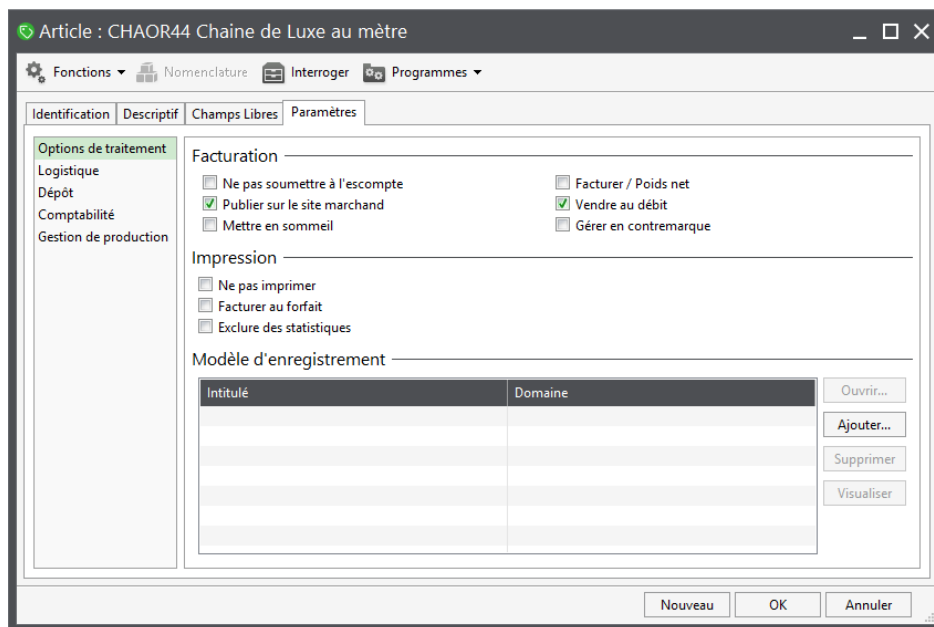 Article : CHAOR44 Chaine de Luxe au mètre
Fonctions Nomenclature Interroger Programmes
Identification Descriptif Champs Libres Paramètres
Options de traitement
Logistique
Dépôt
Comptabilité
Gestion de production
Facturation
Ne pas soumettre à l'escompte Facturer / Poids net
Publier sur le site marchand Vendre au débit
Mettre en sommeil Gérer en contremarque
Impression
Ne pas imprimer
Facturer au forfait
Exclure des statistiques
Modèle d'enregistrement
Intitulé Domaine
Ouvrir...
Ajouter...
Supprimer
Visualiser
Nouveau OK Annuler